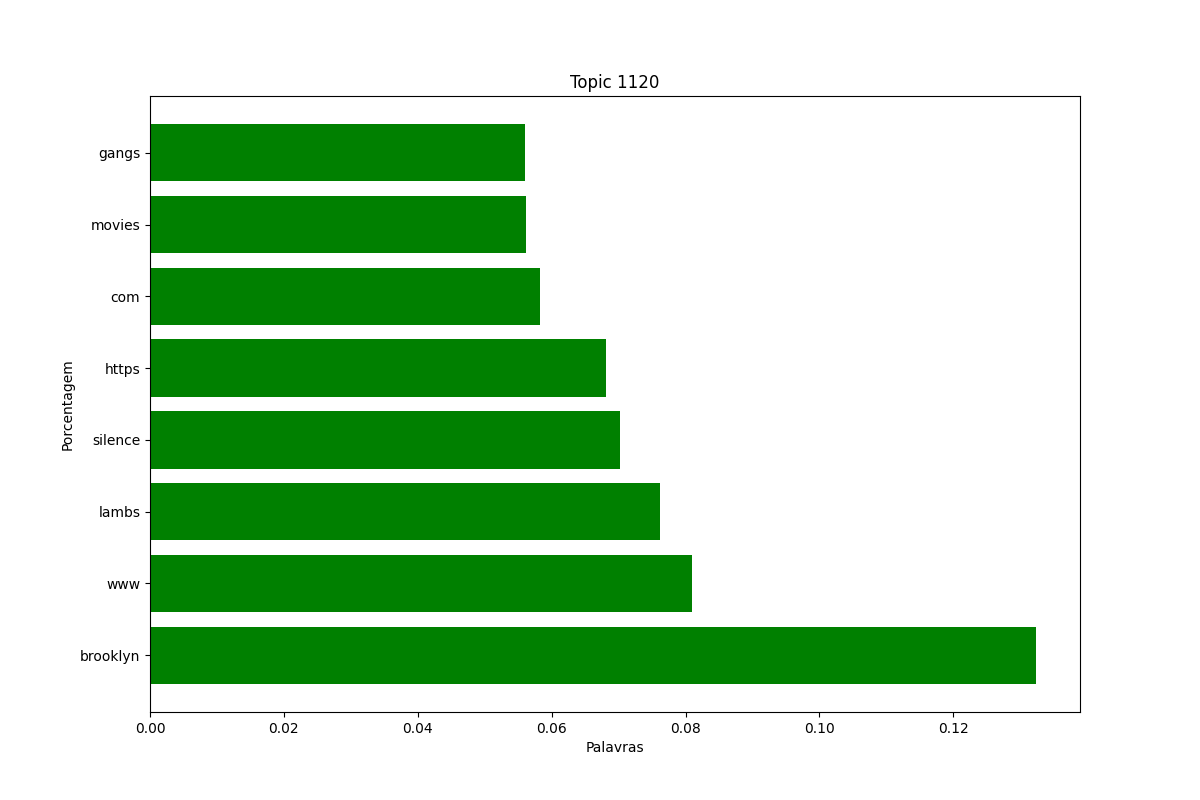 Topic 1120
gangs
movies
com
https
silence
lambs
www
brooklyn
Porcentagem
0.00 0.02 0.04 0.06 0.08 0.10 0.12
Palavras